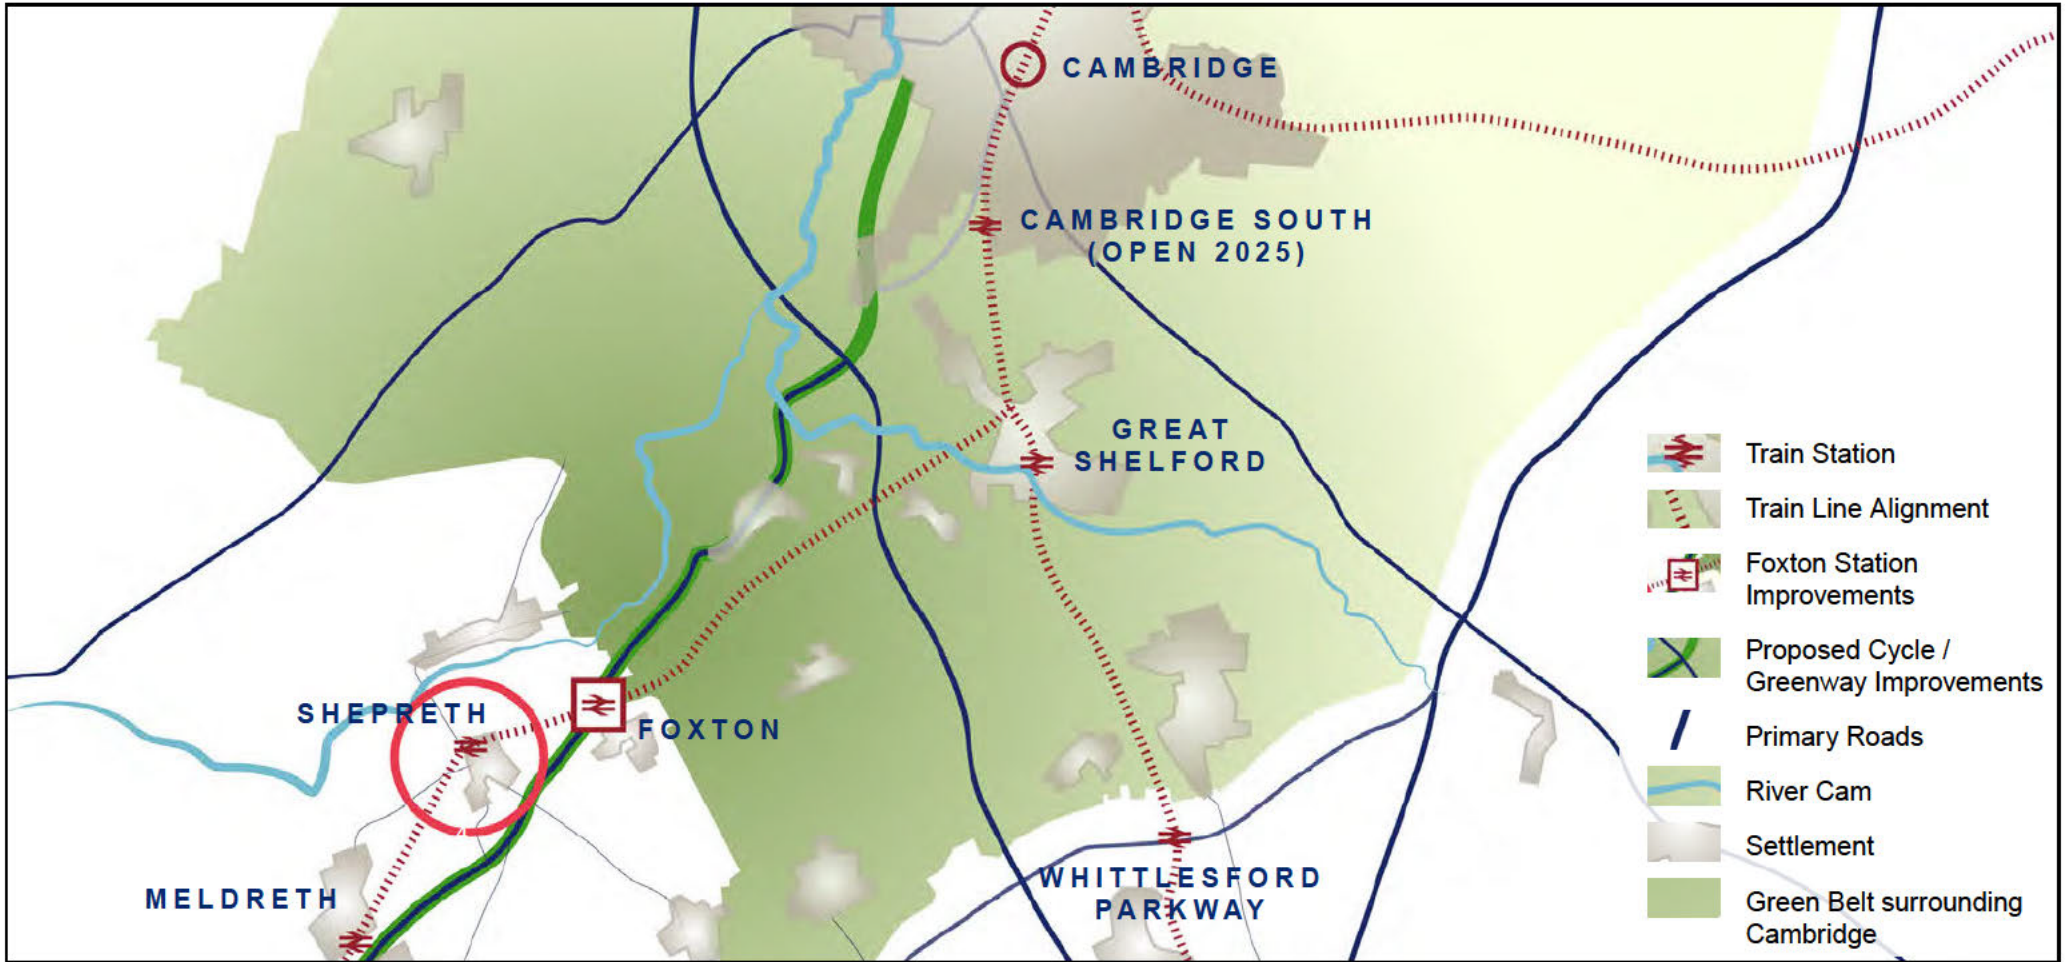 CAMBRIDGE
CAMBRIDGE SOUTH
(OPEN 2025)
GREAT
SHELFORD
SHEPRETH
FOXTON
4
MELDRETH
WHITTLESFORD
PARKWAY
Train Station
Train Line Alignment
Foxton Station
Improvements
Proposed Cycle /
Greenway Improvements
Primary Roads
River Cam
Settlement
Green Belt surrounding
Cambridge